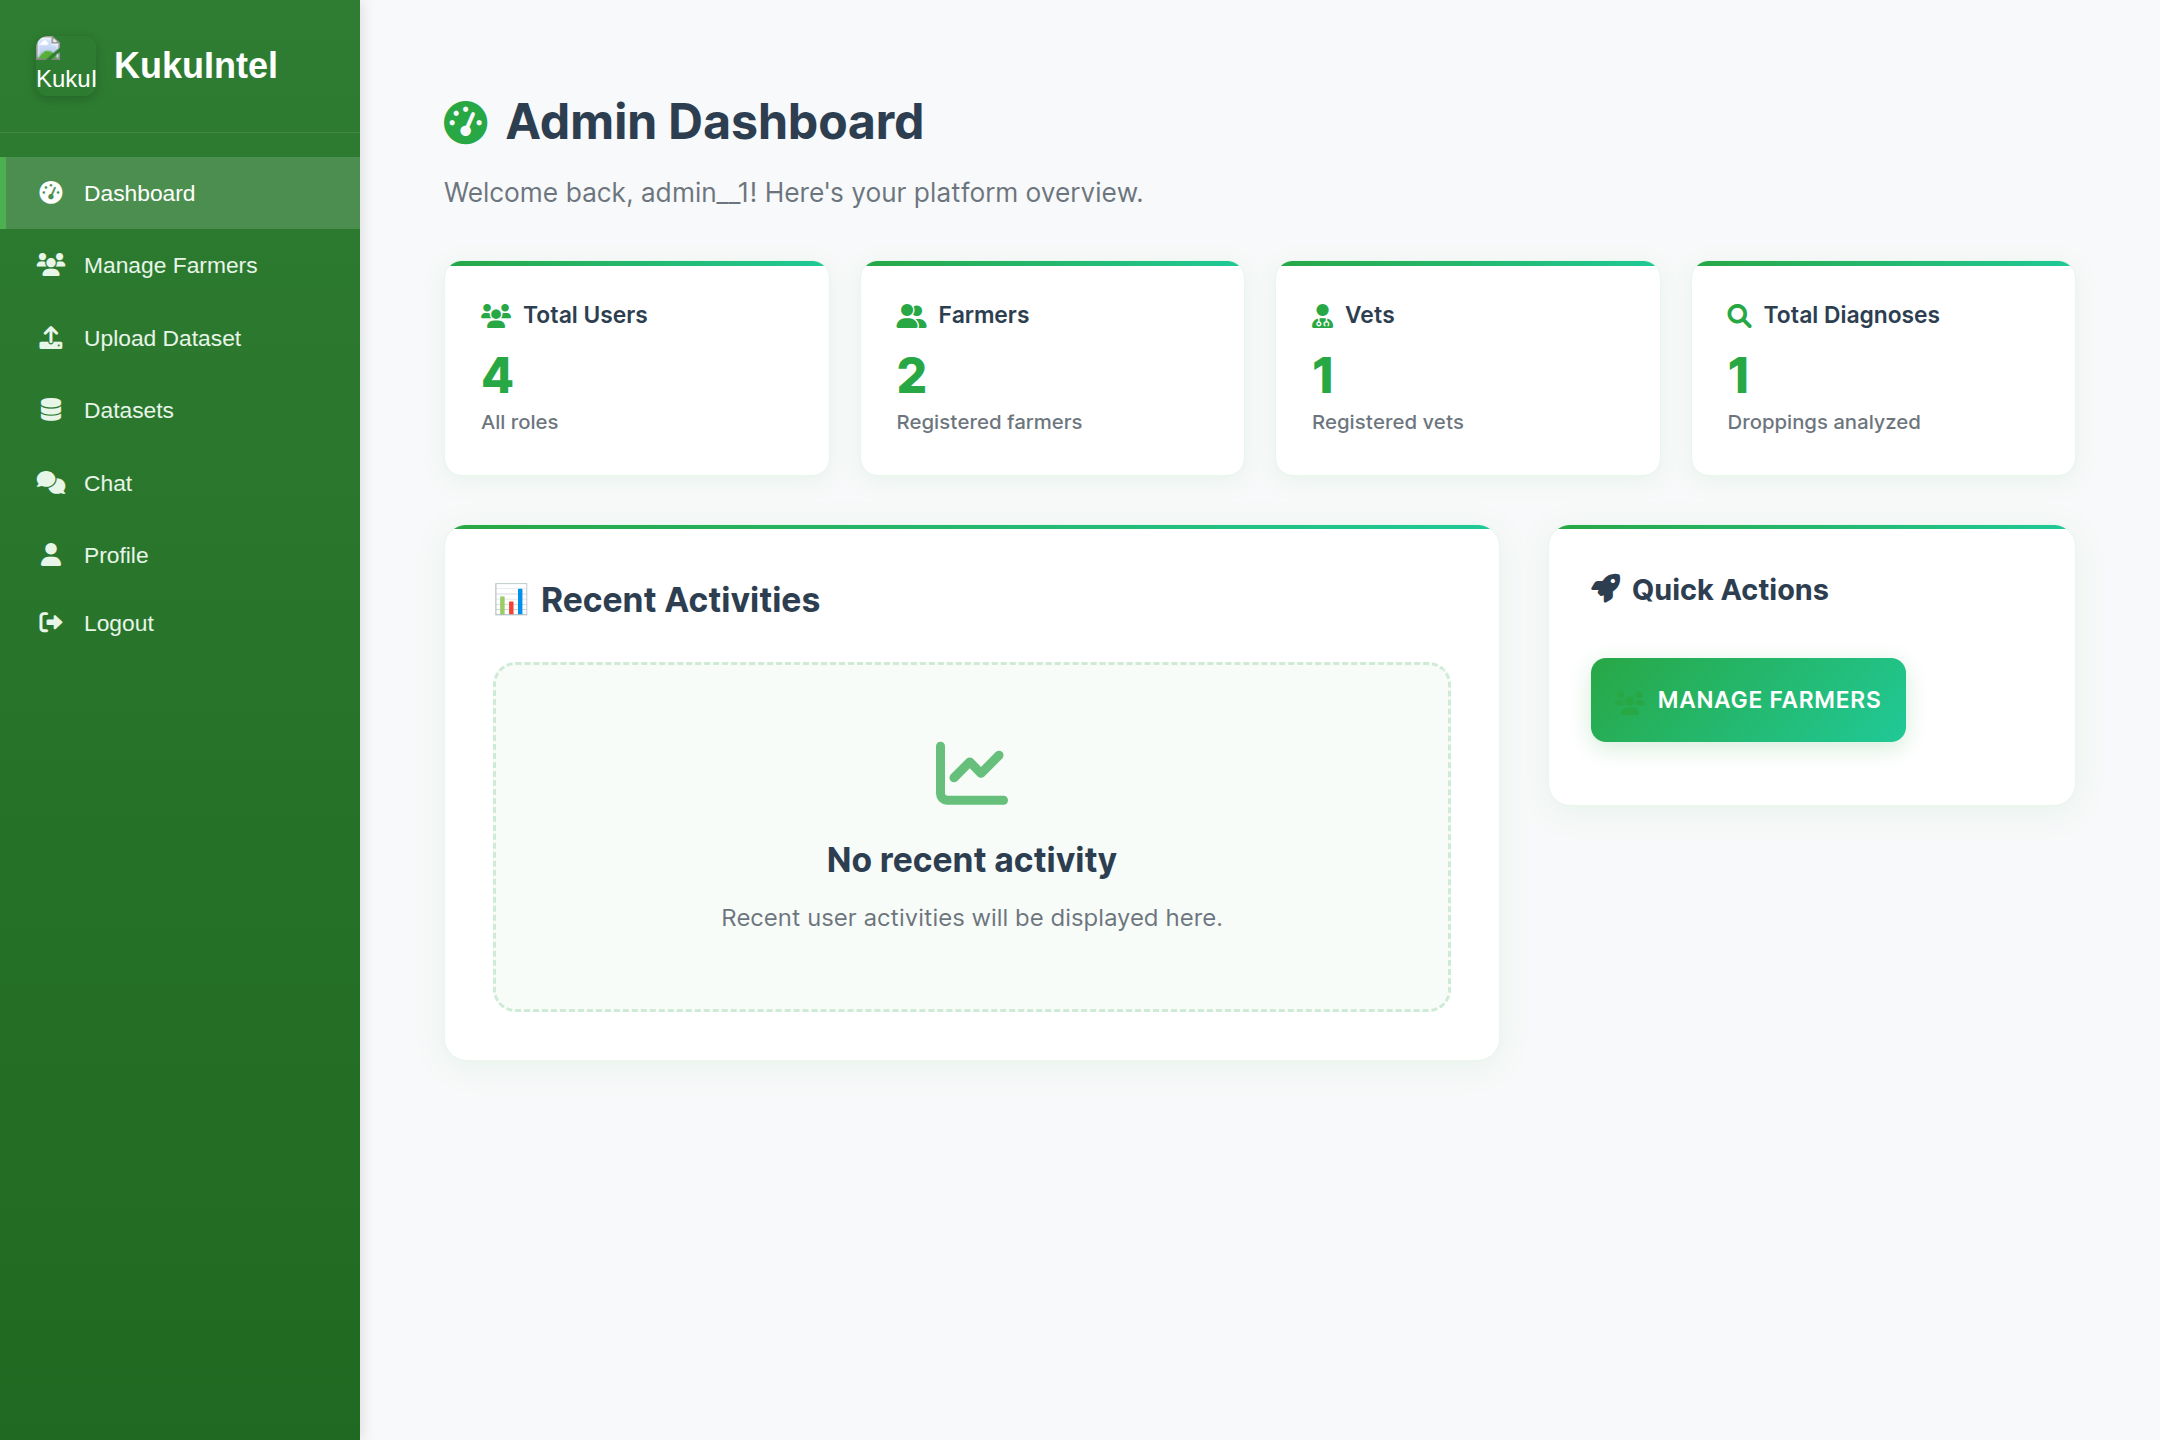 Kukul
KukuIntel
Dashboard
Manage Farmers
Upload Dataset
Datasets
Chat
Profile
Logout
Admin Dashboard
Welcome back, admin__1! Here's your platform overview.
Total Users
4
All roles
Farmers
2
Registered farmers
Vets
1
Registered vets
Total Diagnoses
1
Droppings analyzed
Recent Activities
No recent activity
Recent user activities will be displayed here.
Quick Actions
MANAGE FARMERS